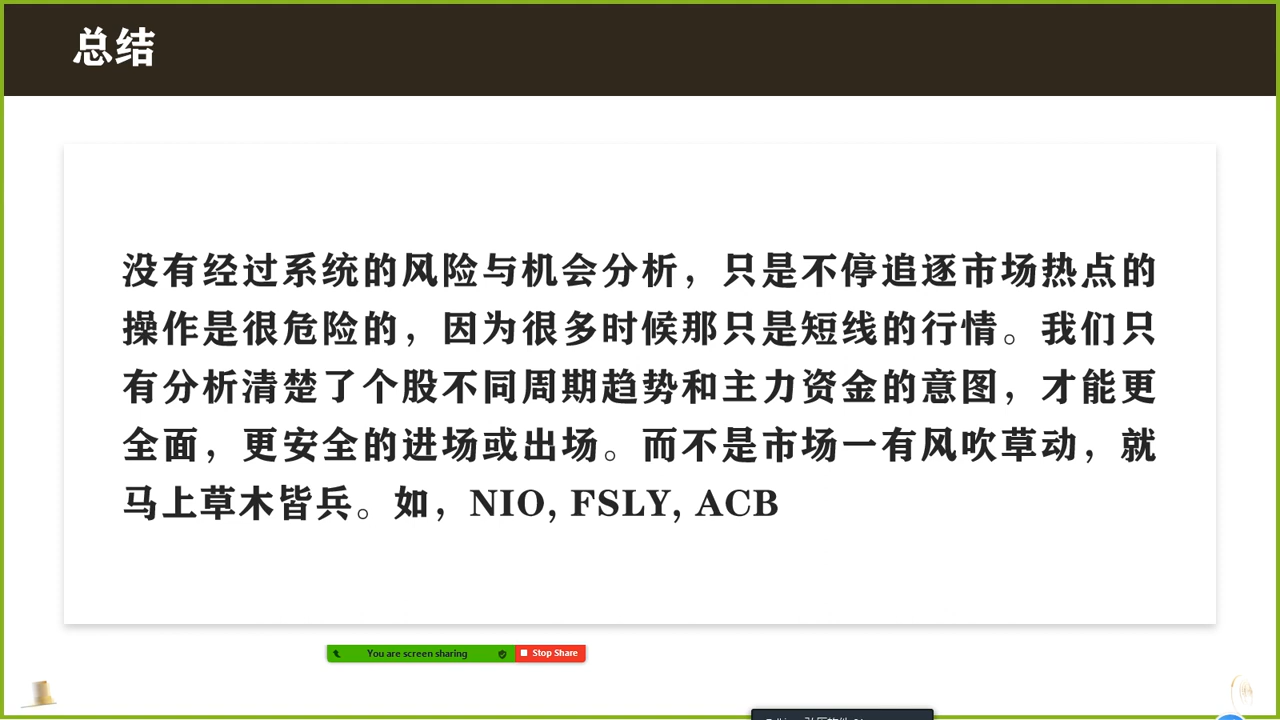 总结
没有经过系统的风险与机会分析，只是不停追逐市场热点的
操作是很危险的，因为很多时候那只是短线的行情。我们只
有分析清楚了个股不同周期趋势和主力资金的意图，才能更
全面，更安全的进场或出场。而不是市场一有风吹草动，就
马上草木皆兵。如，NIO, FSLY, ACB
You are screen sharing
Stop Share